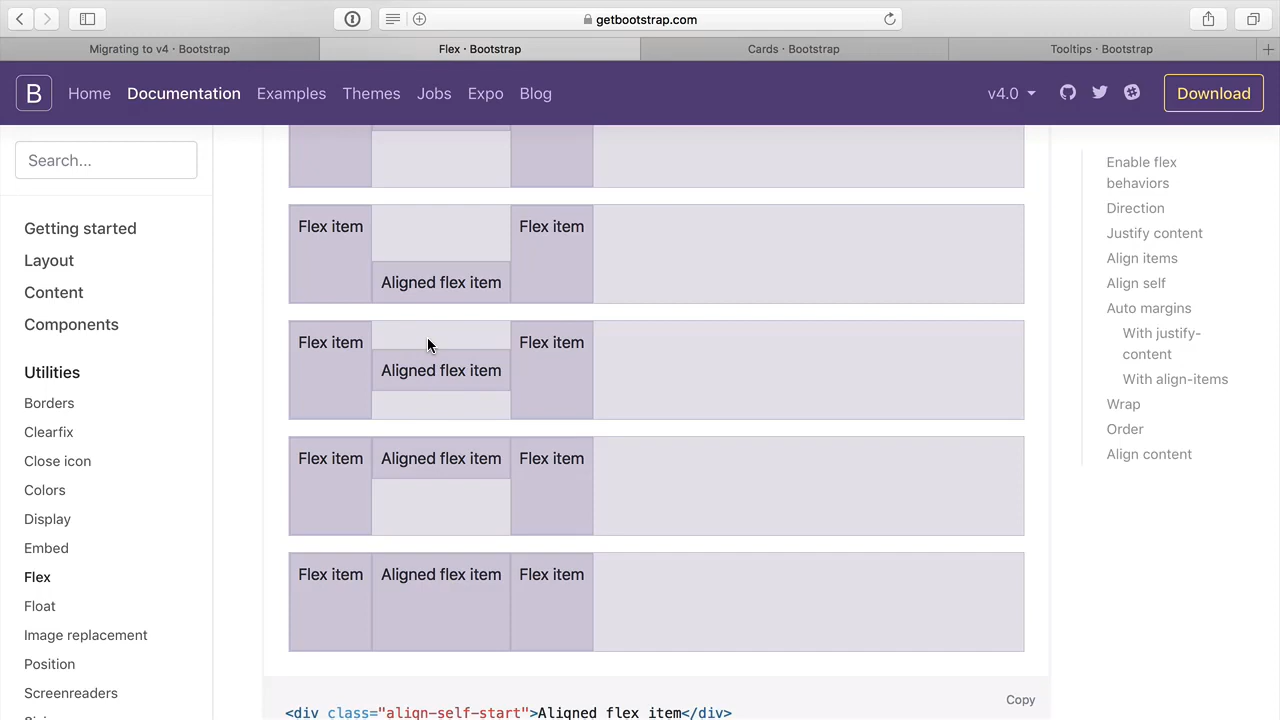 getbootstrap.com
Migrating to v4 · Bootstrap
Flex · Bootstrap
Cards · Bootstrap
Tooltips · Bootstrap
B
Home
Documentation
Examples
Themes
Jobs
Expo
Blog
v4.0
Download
Search...
Getting started
Layout
Content
Components
Utilities
Borders
Clearfix
Close icon
Colors
Display
Embed
Flex
Float
Image replacement
Position
Screenreaders
Flex item
Aligned flex item
Flex item
Flex item
Aligned flex item
Flex item
Flex item
Aligned flex item
Flex item
Flex item
Aligned flex item
Flex item
Copy
<div class="align-self-start">Aligned flex item</div>
Enable flex
behaviors
Direction
Justify content
Align items
Align self
Auto margins
With justify-
content
With align-items
Wrap
Order
Align content